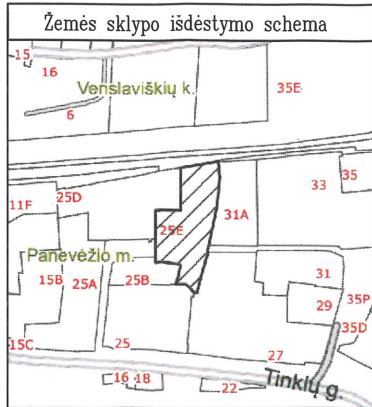 Žemės sklypo išdėstymo schema
15
16
Venslaviškių k.
6
35E
35
33
25D
11F
31A
25E
Panevėžio m.
15B
25A
25B
31
29
35P
35D
15C
25
27
Tinklų g.
16
18
22